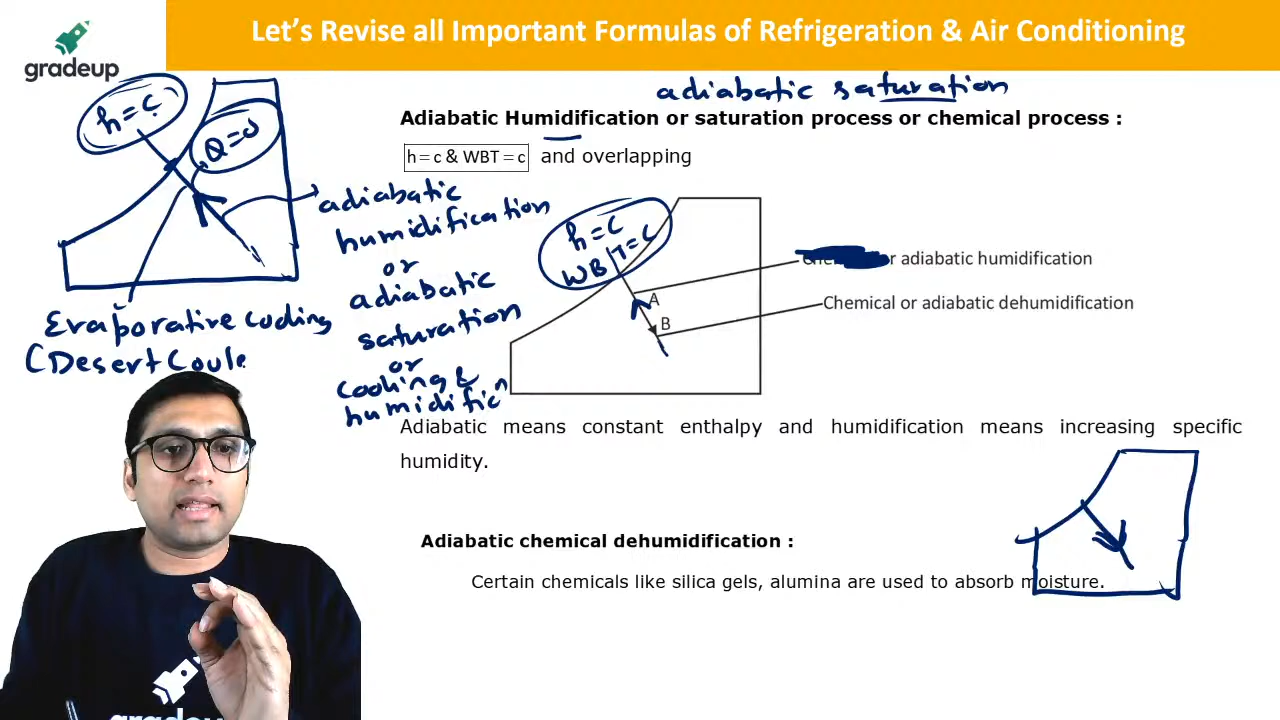 Let's Revise all Important Formulas of Refrigeration & Air Conditioning
gradeup
adiabatic saturation
Adiabatic Humidification or saturation process or chemical process :
h = c & WBT = c and overlapping
h = c
Q = 0
adiabatic
humidification
or
adiabatic
saturation
or
cooling &
humidific^n
Evaporative cooling
(Desert Coule
h = c
WBT = c
A
B
r adiabatic humidification
Chemical or adiabatic dehumidification
Adiabatic means constant enthalpy and humidification means increasing specific
humidity.
Adiabatic chemical dehumidification :
Certain chemicals like silica gels, alumina are used to absorb moisture.
gradeup